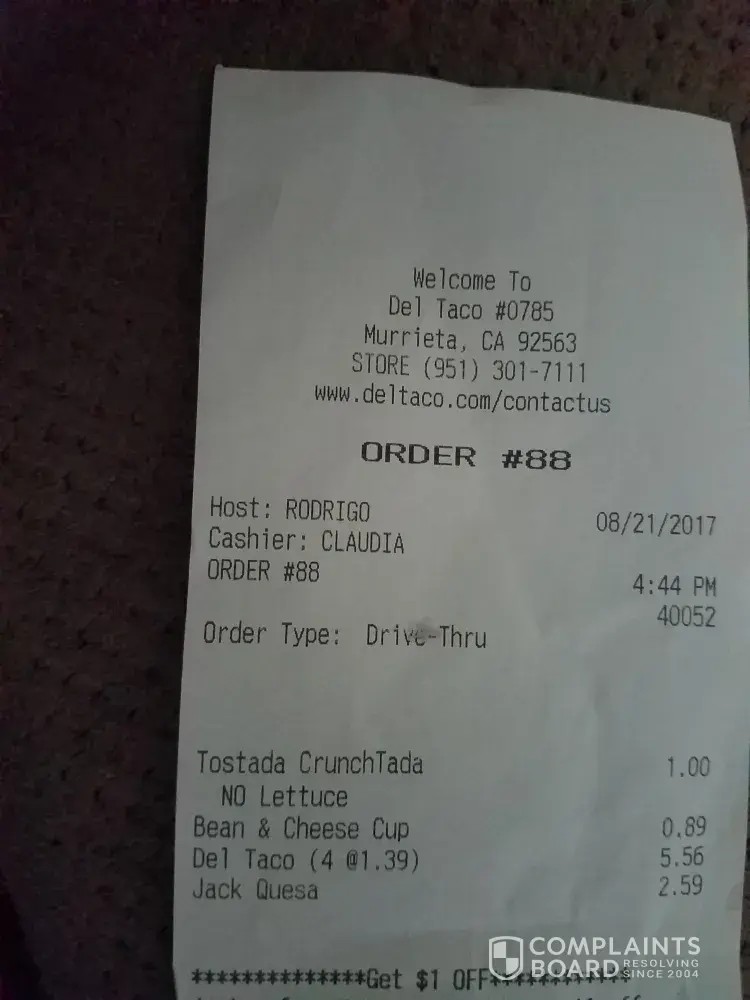 Welcome To
Del Taco #0785
Murrieta, CA 92563
STORE (951) 301-7111
www.deltaco.com/contactus
ORDER #88
Host: RODRIGO
08/21/2017
Cashier: CLAUDIA
ORDER #88
4:44 PM
40052
Order Type: Drive-Thru
Tostada CrunchTada 1.00
NO Lettuce
Bean & Cheese Cup 0.89
Del Taco (4 @1.39) 5.56
Jack Quesa 2.59
**************Get $1 OFF************
COMPLAINTS
BOARD RESOLVING
SINCE 2004